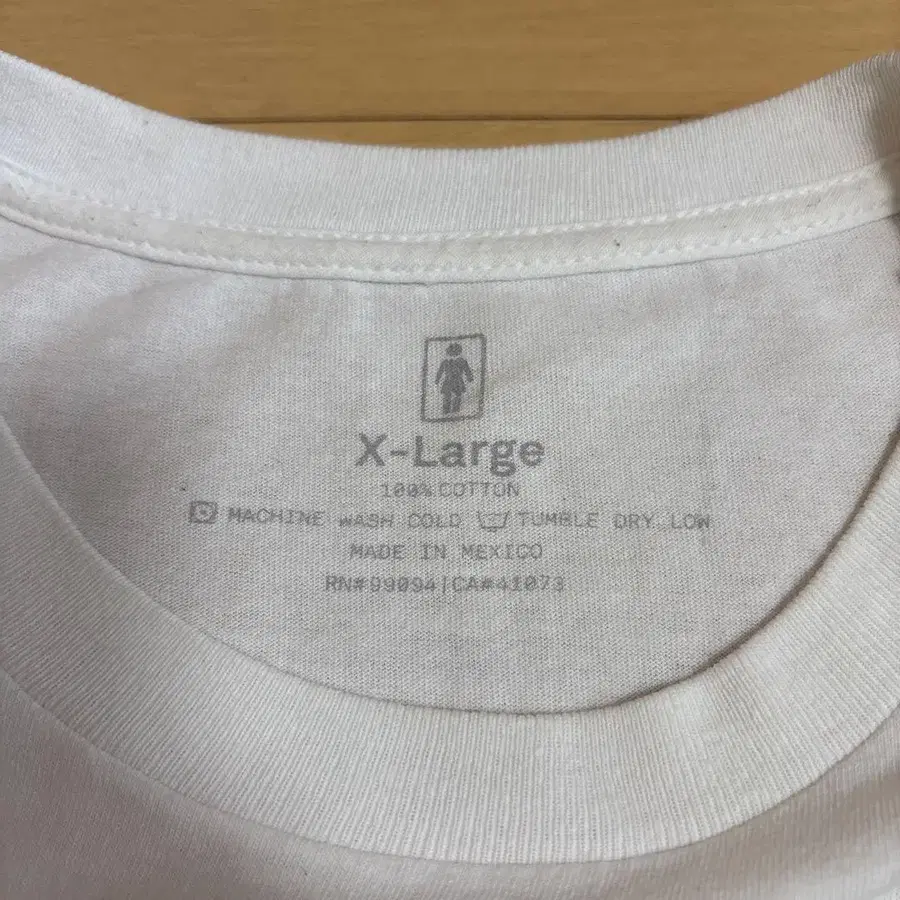 X-Large
100% COTTON
MACHINE WASH COLD TUMBLE DRY LOW
MADE IN MEXICO
RN#99094|CA#41073